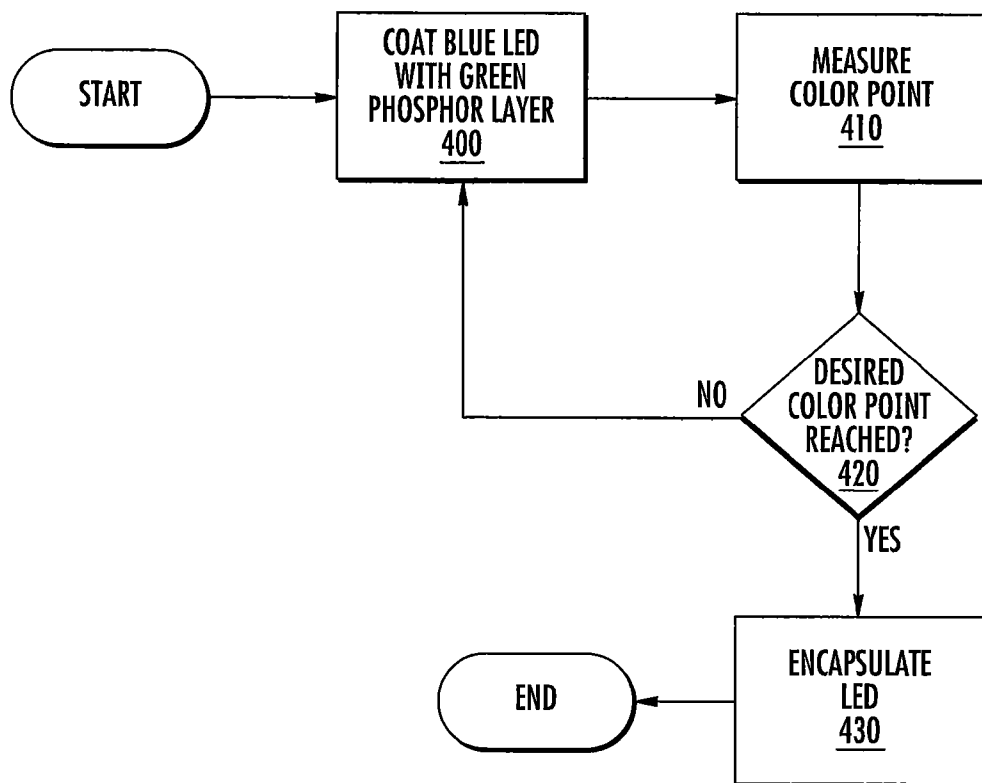 START
COAT BLUE LED
WITH GREEN
PHOSPHOR LAYER
400
MEASURE
COLOR POINT
410
DESIRED
COLOR POINT
REACHED?
420
NO
YES
ENCAPSULATE
LED
430
END